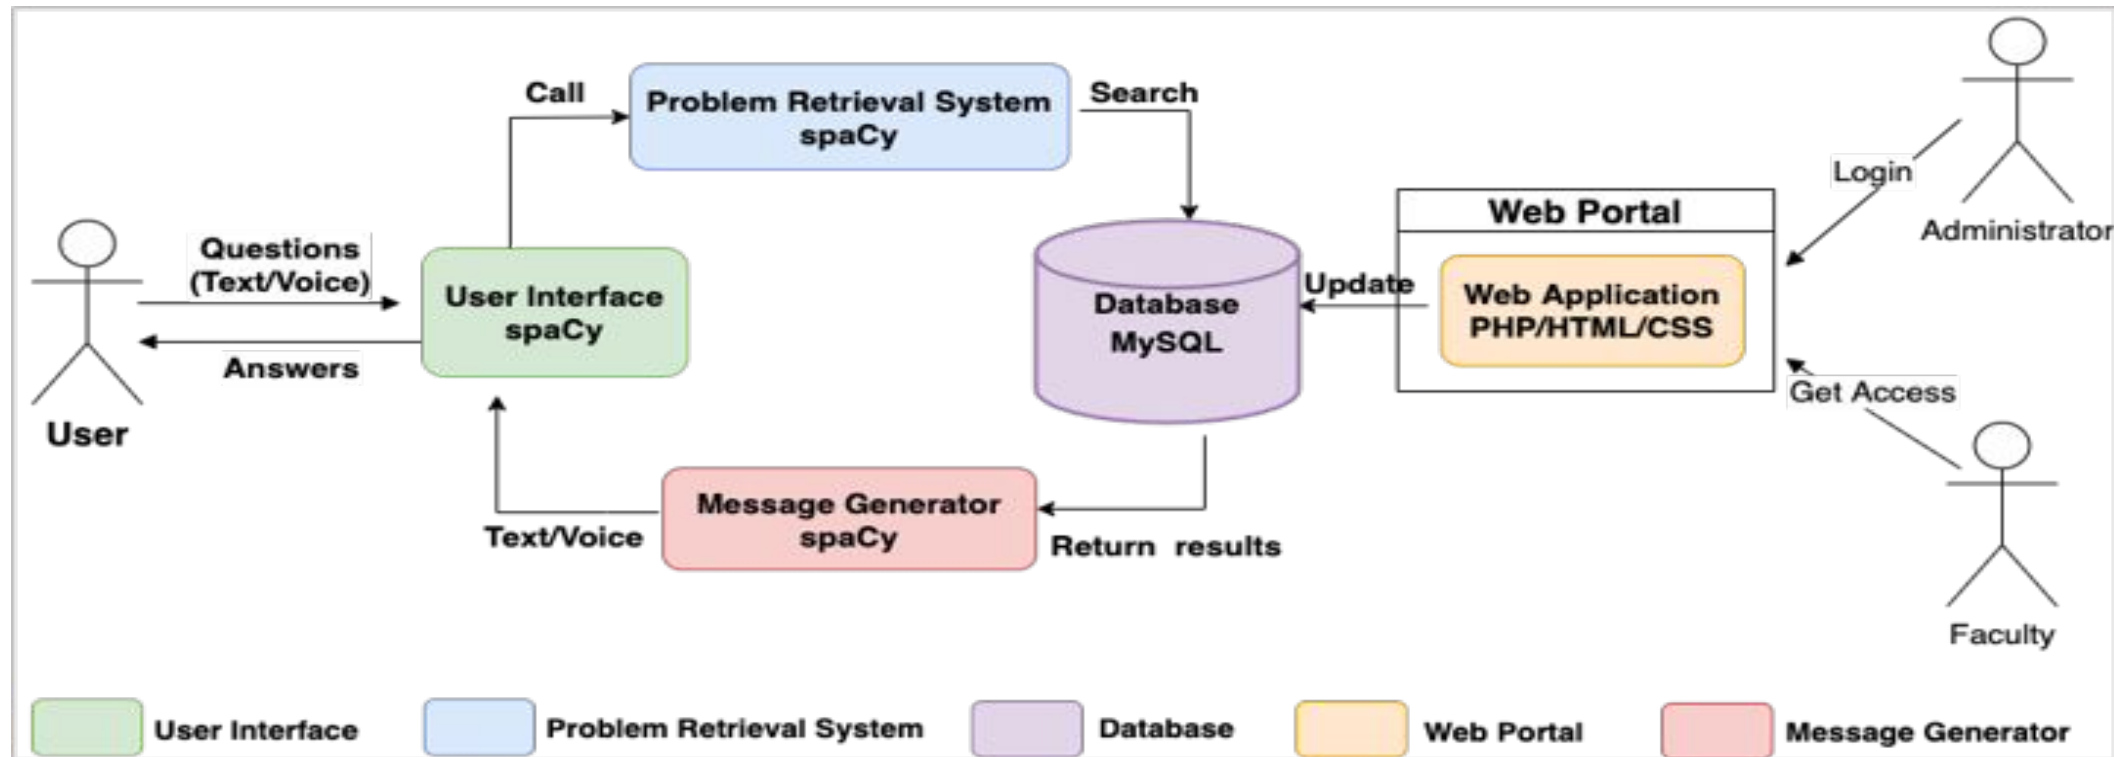 Call
Problem Retrieval System
spaCy
Search
Login
Administrator
Web Portal
Questions
(Text/Voice)
User Interface
spaCy
Answers
User
Database
MySQL
Update
Web Application
PHP/HTML/CSS
Get Access
Faculty
Message Generator
spaCy
Text/Voice
Return results
User Interface
Problem Retrieval System
Database
Web Portal
Message Generator